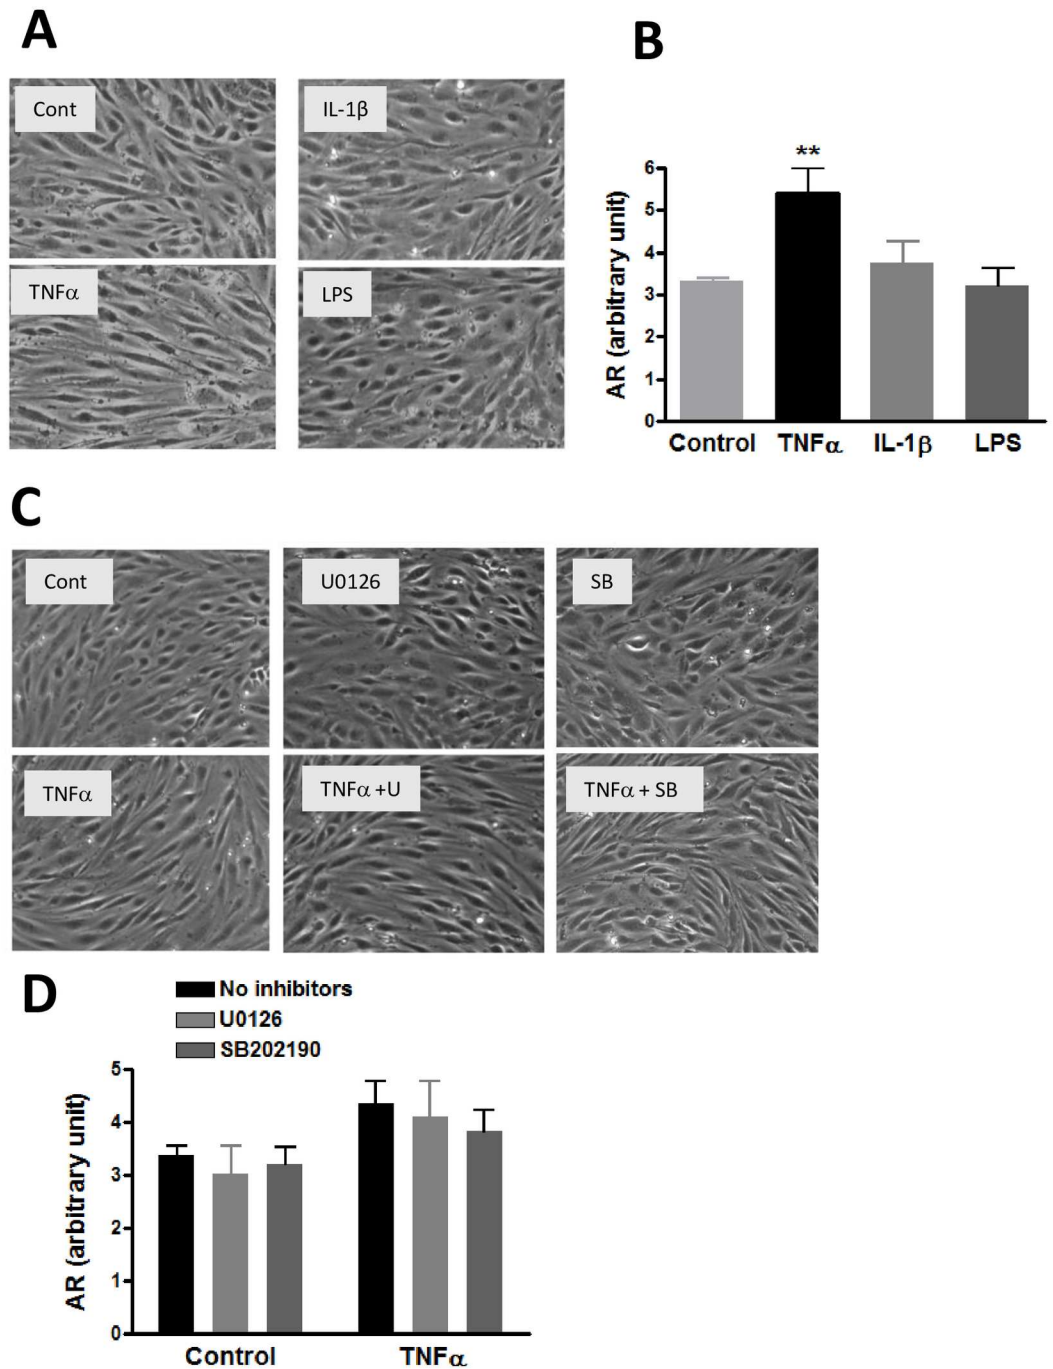 A
Cont
IL-1β
TNFα
LPS
B
**
AR (arbitrary unit)
6
5
4
3
2
1
0
Control TNFα IL-1β LPS
C
Cont
U0126
SB
TNFα
TNFα +U
TNFα + SB
D
No inhibitors
U0126
SB202190
AR (arbitrary unit)
5
4
3
2
1
0
Control TNFα